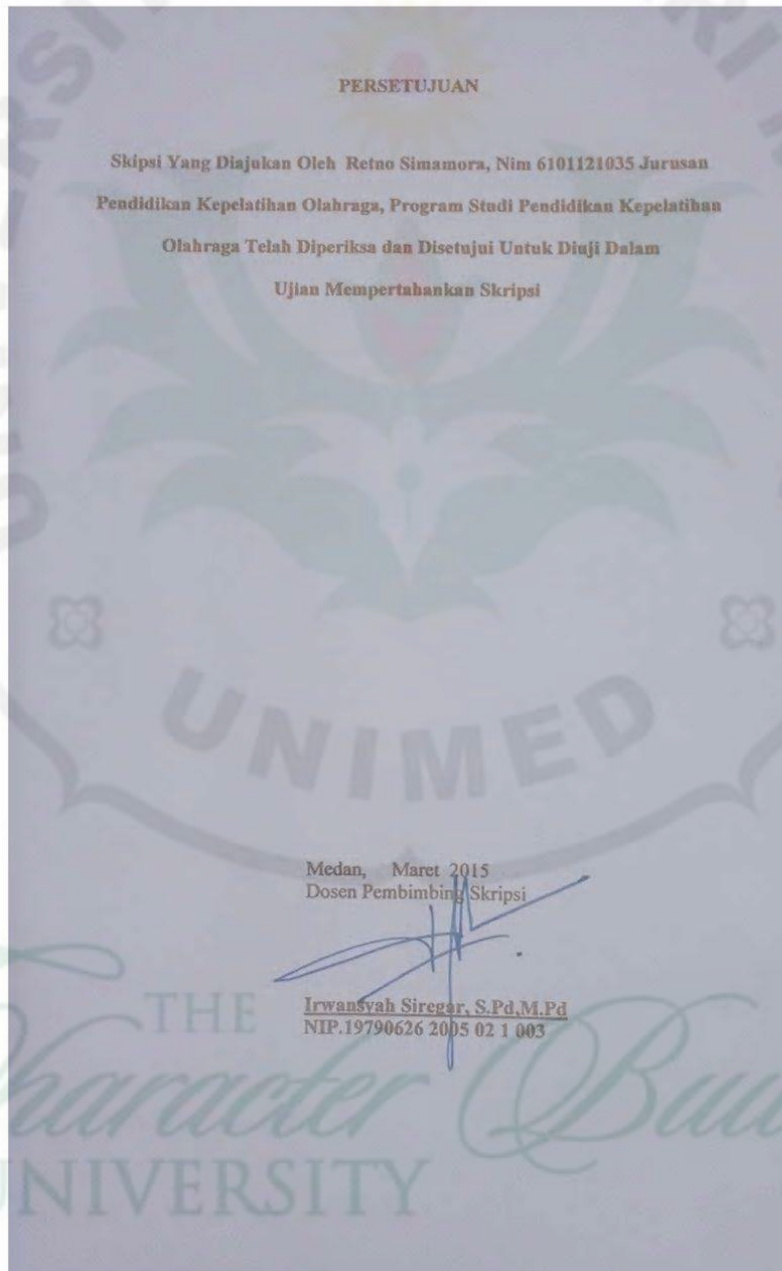 PERSETUJUAN
Skipsi Yang Diajukan Oleh Retno Simamora, Nim 6101121035 Jurusan
Pendidikan Kepelatihan Olahraga, Program Studi Pendidikan Kepelatihan
Olahraga Telah Diperiksa dan Disetujui Untuk Diuji Dalam
Ujian Mempertahankan Skripsi
UNIMED
Medan, Maret 2015
Dosen Pembimbing Skripsi
Irwansyah Siregar, S.Pd,M.Pd
NIP.19790626 2005 02 1 003
THE
Character
UNIVERSITY